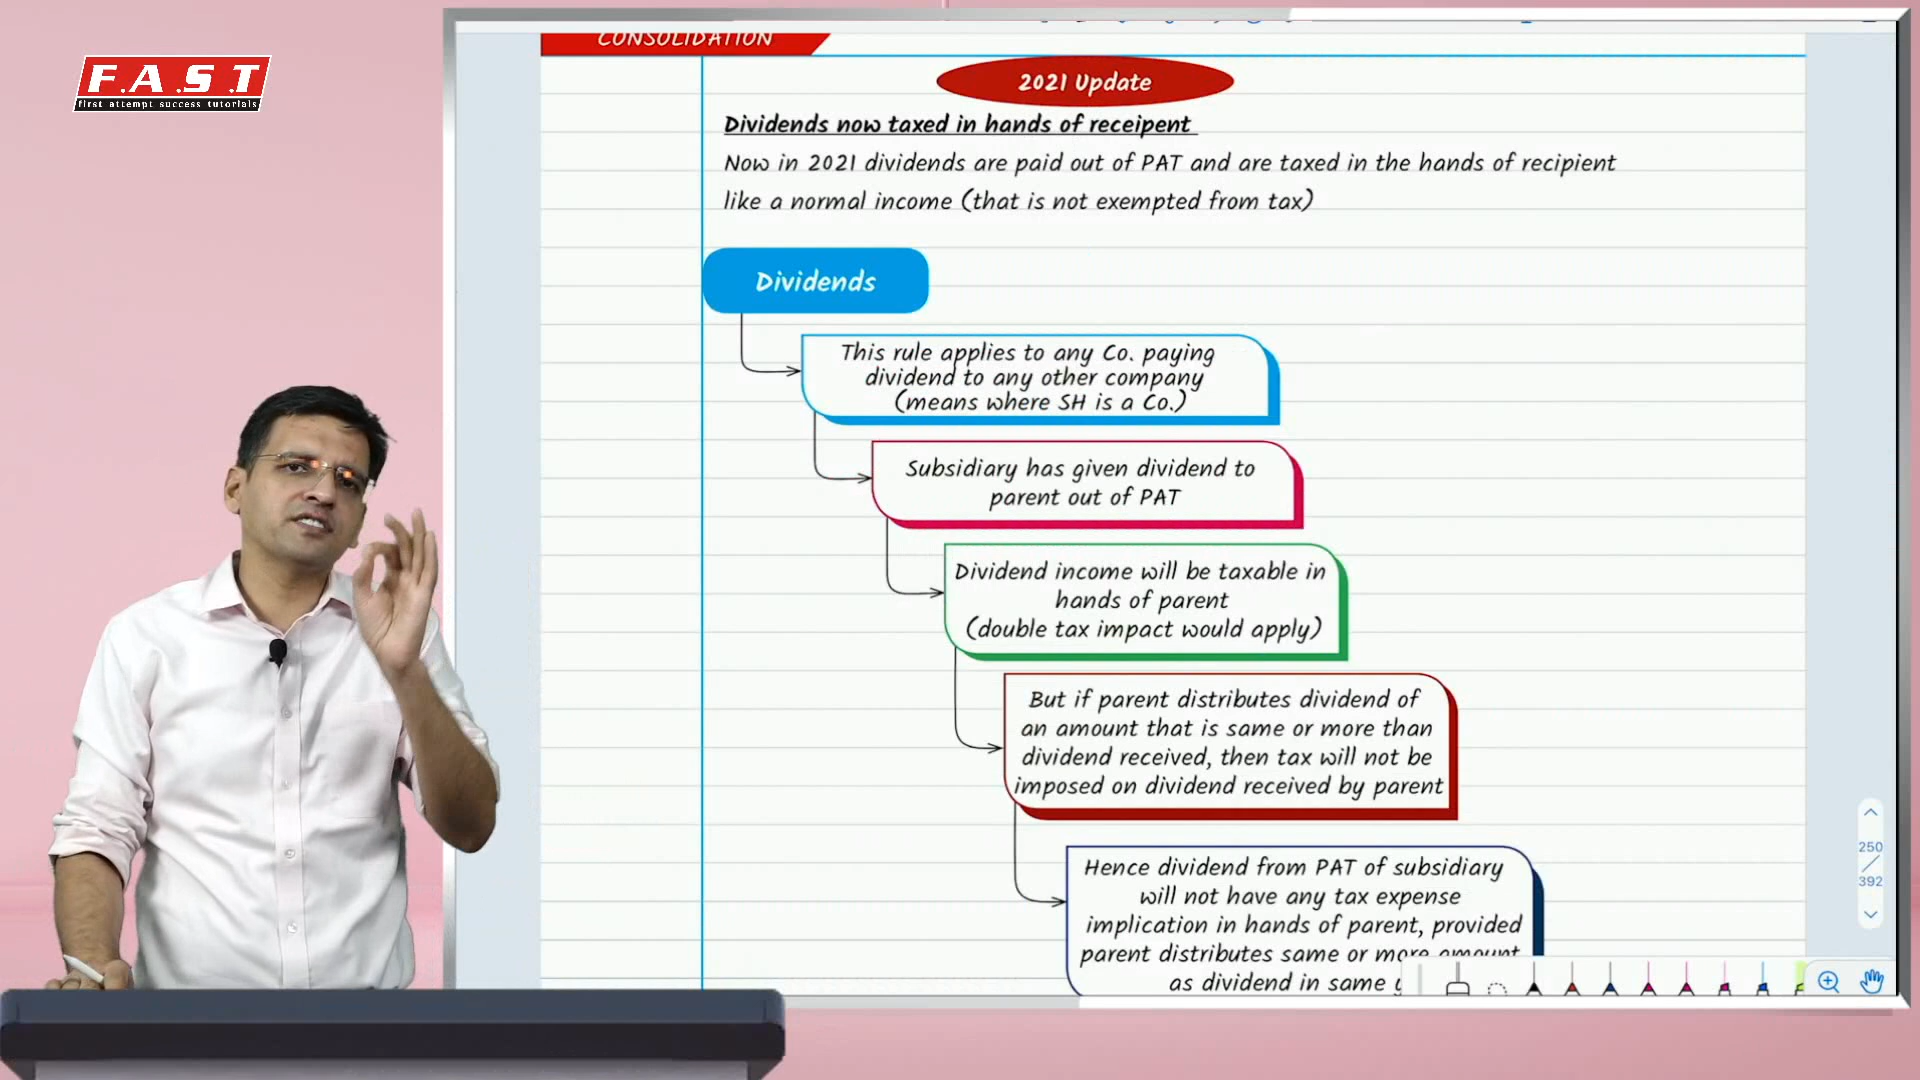 CONSOLIDATION
F.A.S.T
first attempt success tutorials
2021 Update
Dividends now taxed in hands of receipent
Now in 2021 dividends are paid out of PAT and are taxed in the hands of recipient
like a normal income (that is not exempted from tax)
Dividends
This rule applies to any Co. paying
dividend to any other company
(means where SH is a Co.)
Subsidiary has given dividend to
parent out of PAT
Dividend income will be taxable in
hands of parent
(double tax impact would apply)
But if parent distributes dividend of
an amount that is same or more than
dividend received, then tax will not be
imposed on dividend received by parent
Hence dividend from PAT of subsidiary
will not have any tax expense
implication in hands of parent, provided
parent distributes same or more amount
as dividend in same
250
392